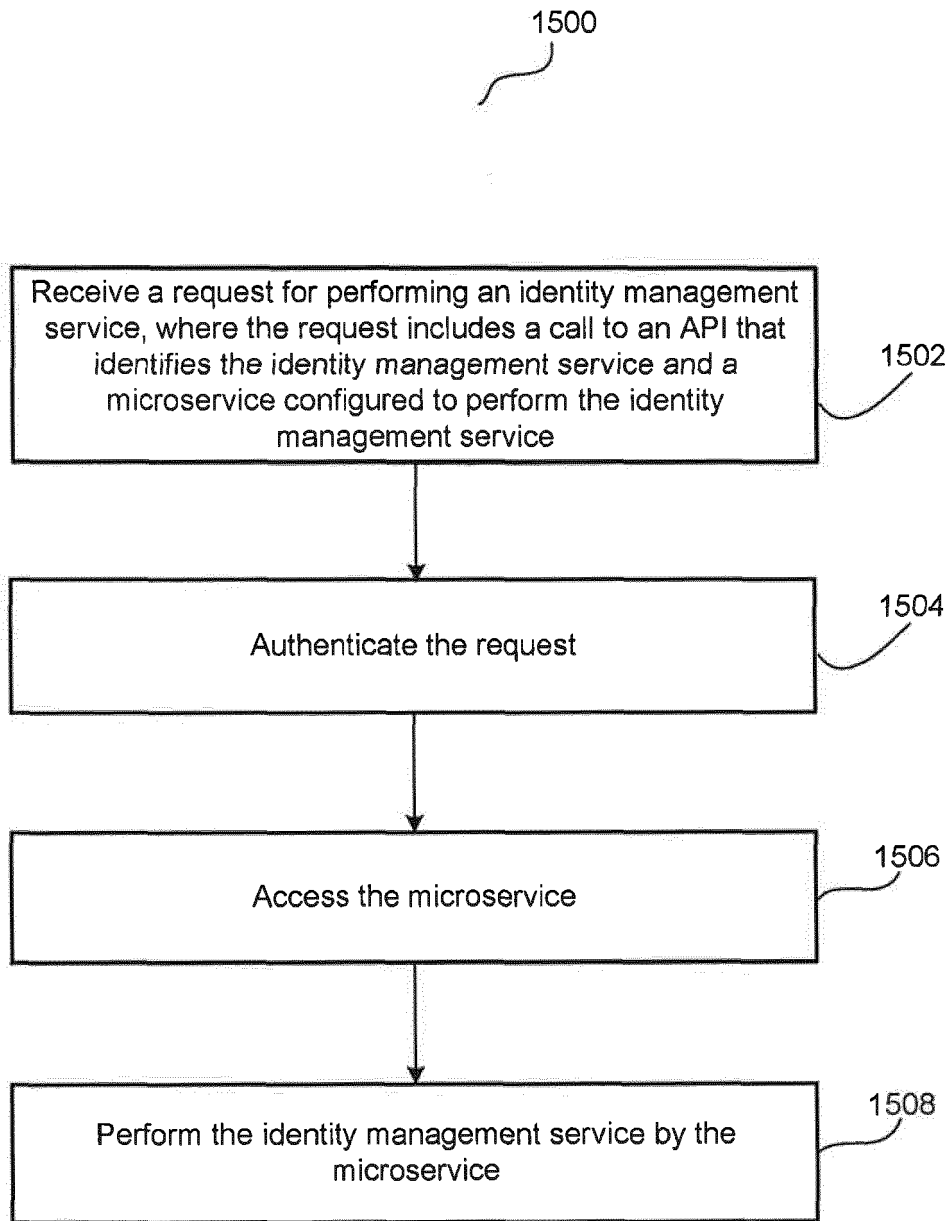 1500
Receive a request for performing an identity management
service, where the request includes a call to an API that
identifies the identity management service and a
microservice configured to perform the identity
management service
1502
Authenticate the request
1504
Access the microservice
1506
Perform the identity management service by the
microservice
1508